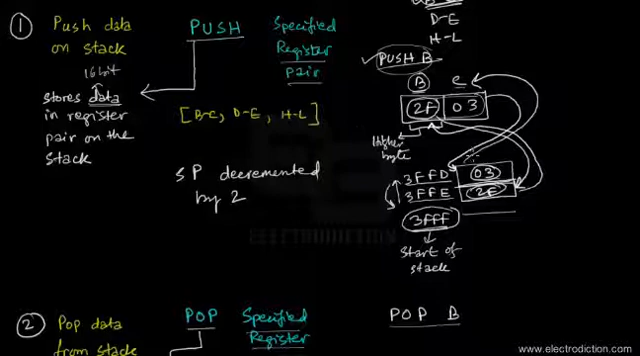 ① Push data
on stack
16 bit
stores data
in register
pair on the
stack
PUSH
Specified
Register
pair
[B-C, D-E, H-L]
SP decremented
by 2
D-E
H-L
✓ PUSH B
B C
2F 03
Higher
byte
3FFD 03
3FFE 2F
3FFF
start of
stack
② Pop data
from stack
POP
Specified
Register
POP B
www.electrodiction.com